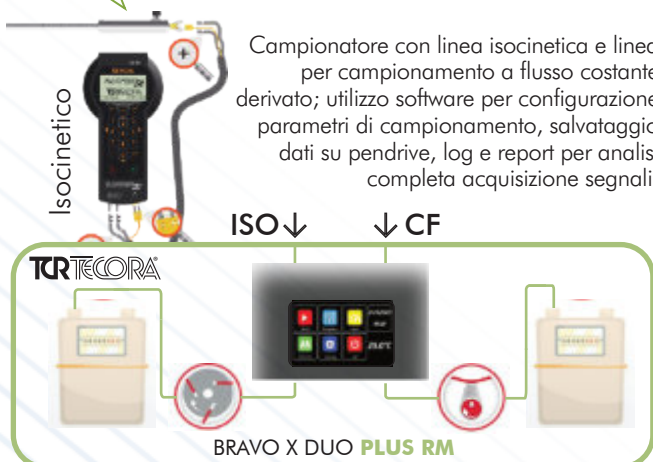 Campionatore con linea isocinetica e linea
per campionamento a flusso costante
derivato; utilizzo software per configurazione
parametri di campionamento, salvataggio
dati su pendrive, log e report per analisi
completa acquisizione segnali
Isocinetico
ISO
CF
TCR TECORA
BRAVO X DUO PLUS RM